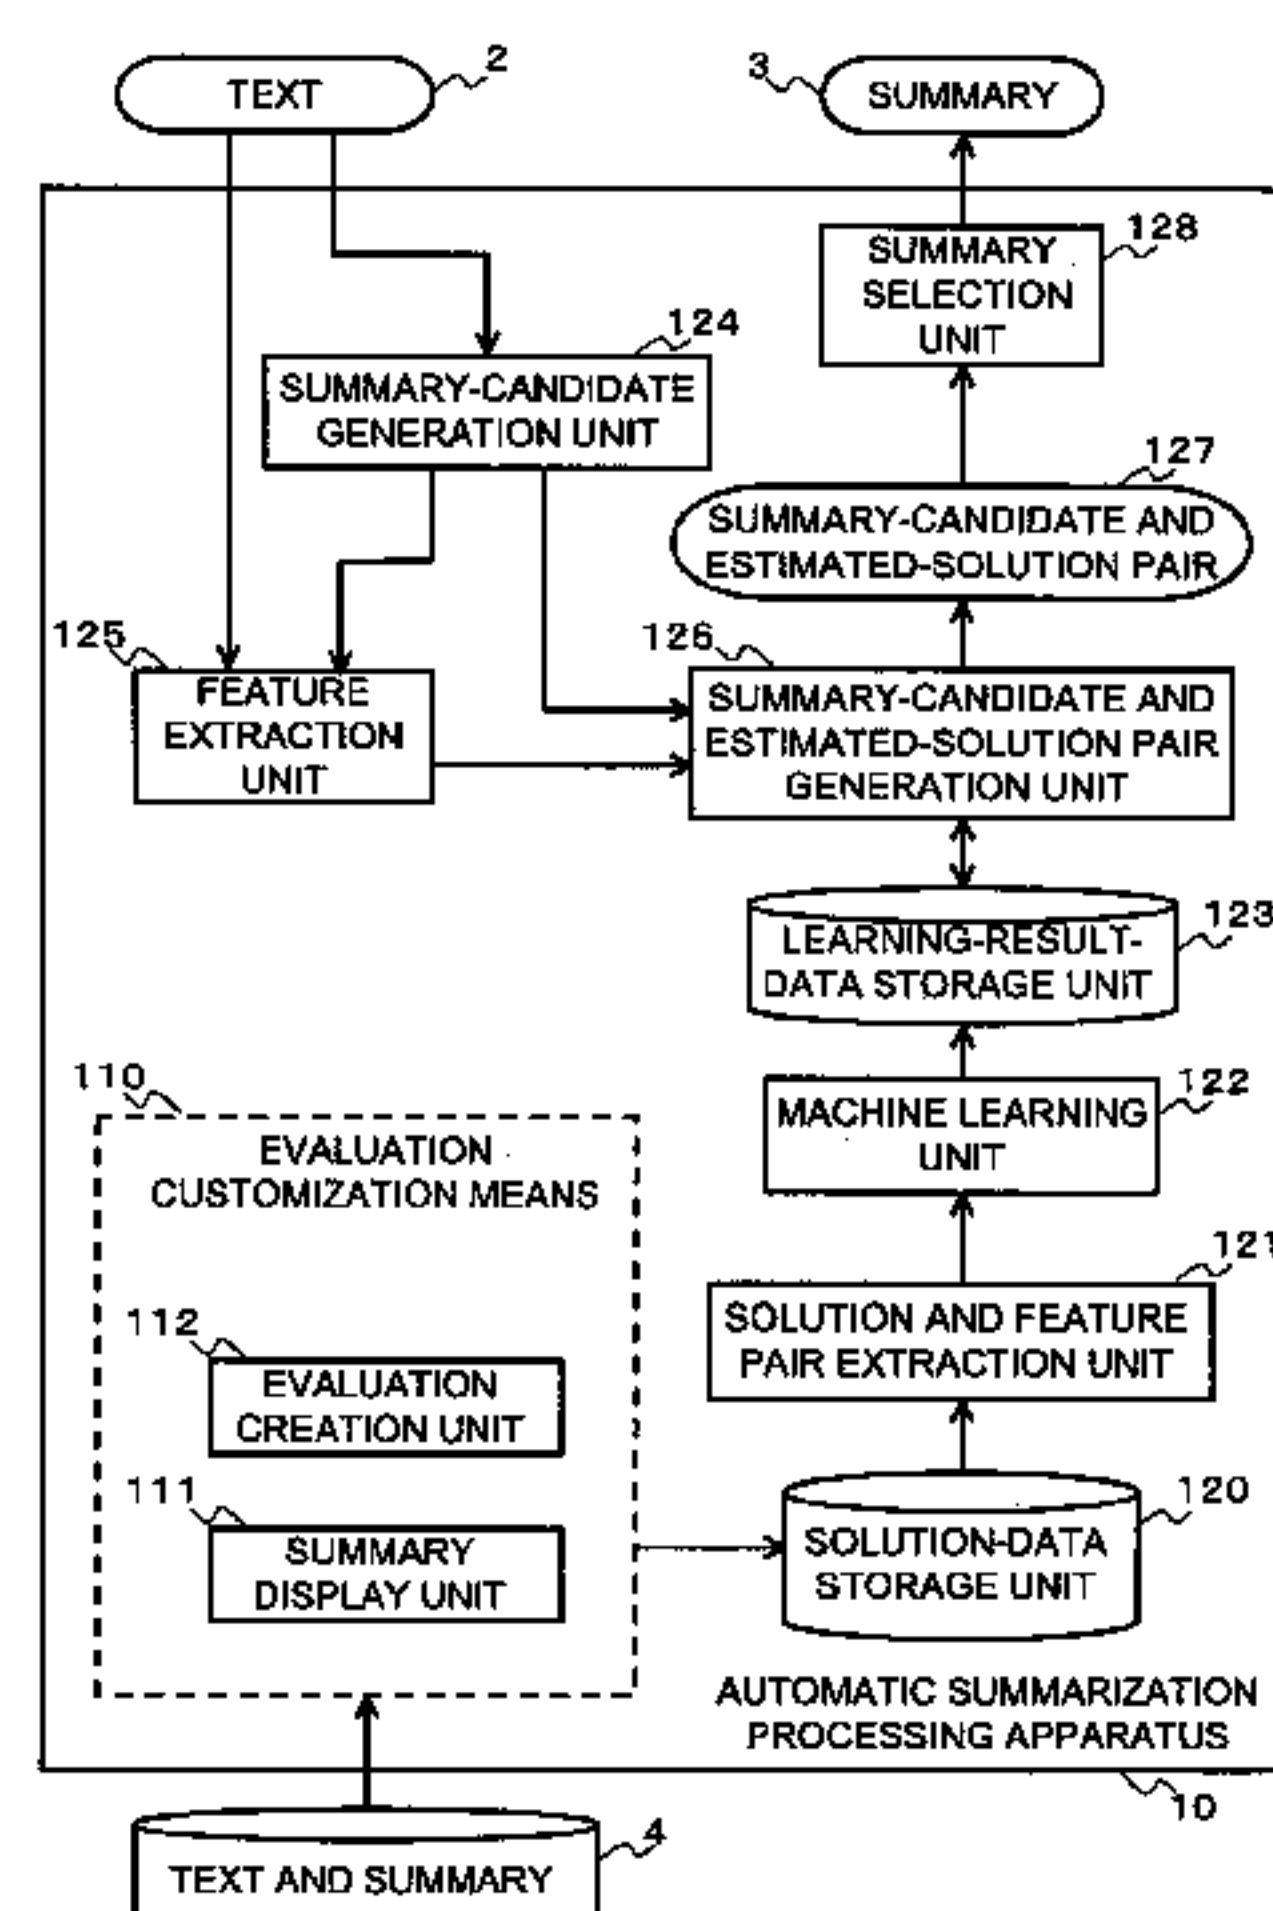 TEXT
2
3
SUMMARY
128
SUMMARY
SELECTION
UNIT
124
SUMMARY-CANDIDATE
GENERATION UNIT
127
SUMMARY-CANDIDATE AND
ESTIMATED-SOLUTION PAIR
125
FEATURE
EXTRACTION
UNIT
126
SUMMARY-CANDIDATE AND
ESTIMATED-SOLUTION PAIR
GENERATION UNIT
123
LEARNING-RESULT-
DATA STORAGE UNIT
110
EVALUATION
CUSTOMIZATION MEANS
122
MACHINE LEARNING
UNIT
121
SOLUTION AND FEATURE
PAIR EXTRACTION UNIT
112
EVALUATION
CREATION UNIT
111
SUMMARY
DISPLAY UNIT
120
SOLUTION-DATA
STORAGE UNIT
AUTOMATIC SUMMARIZATION
PROCESSING APPARATUS
10
4
TEXT AND SUMMARY